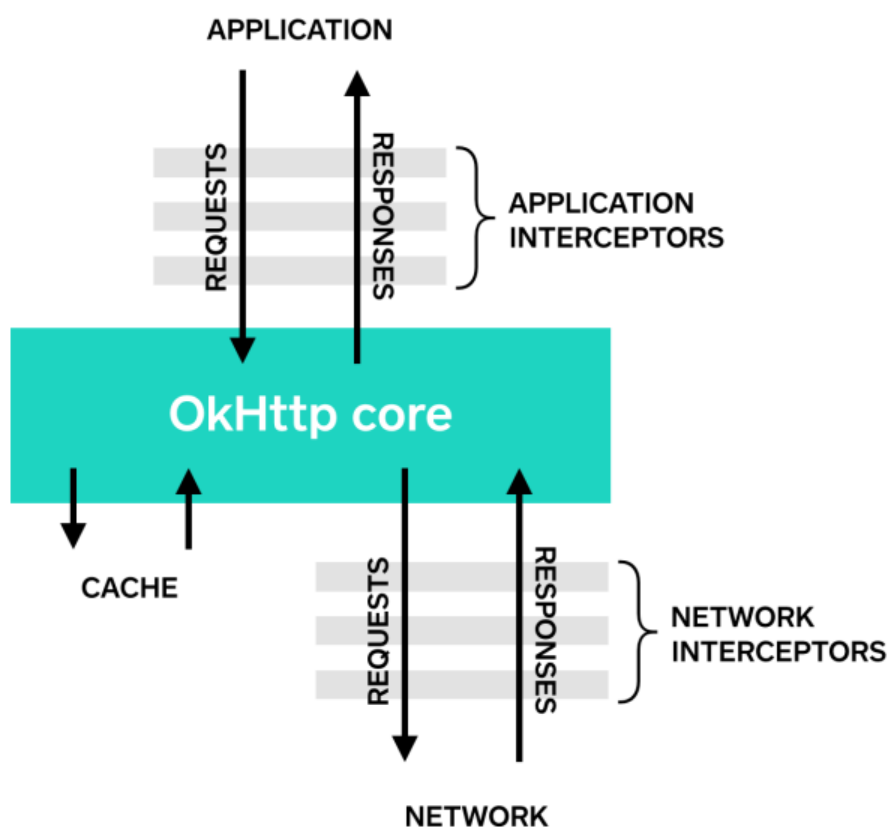 APPLICATION
REQUESTS
RESPONSES
APPLICATION
INTERCEPTORS
OkHttp core
CACHE
REQUESTS
RESPONSES
NETWORK
INTERCEPTORS
NETWORK